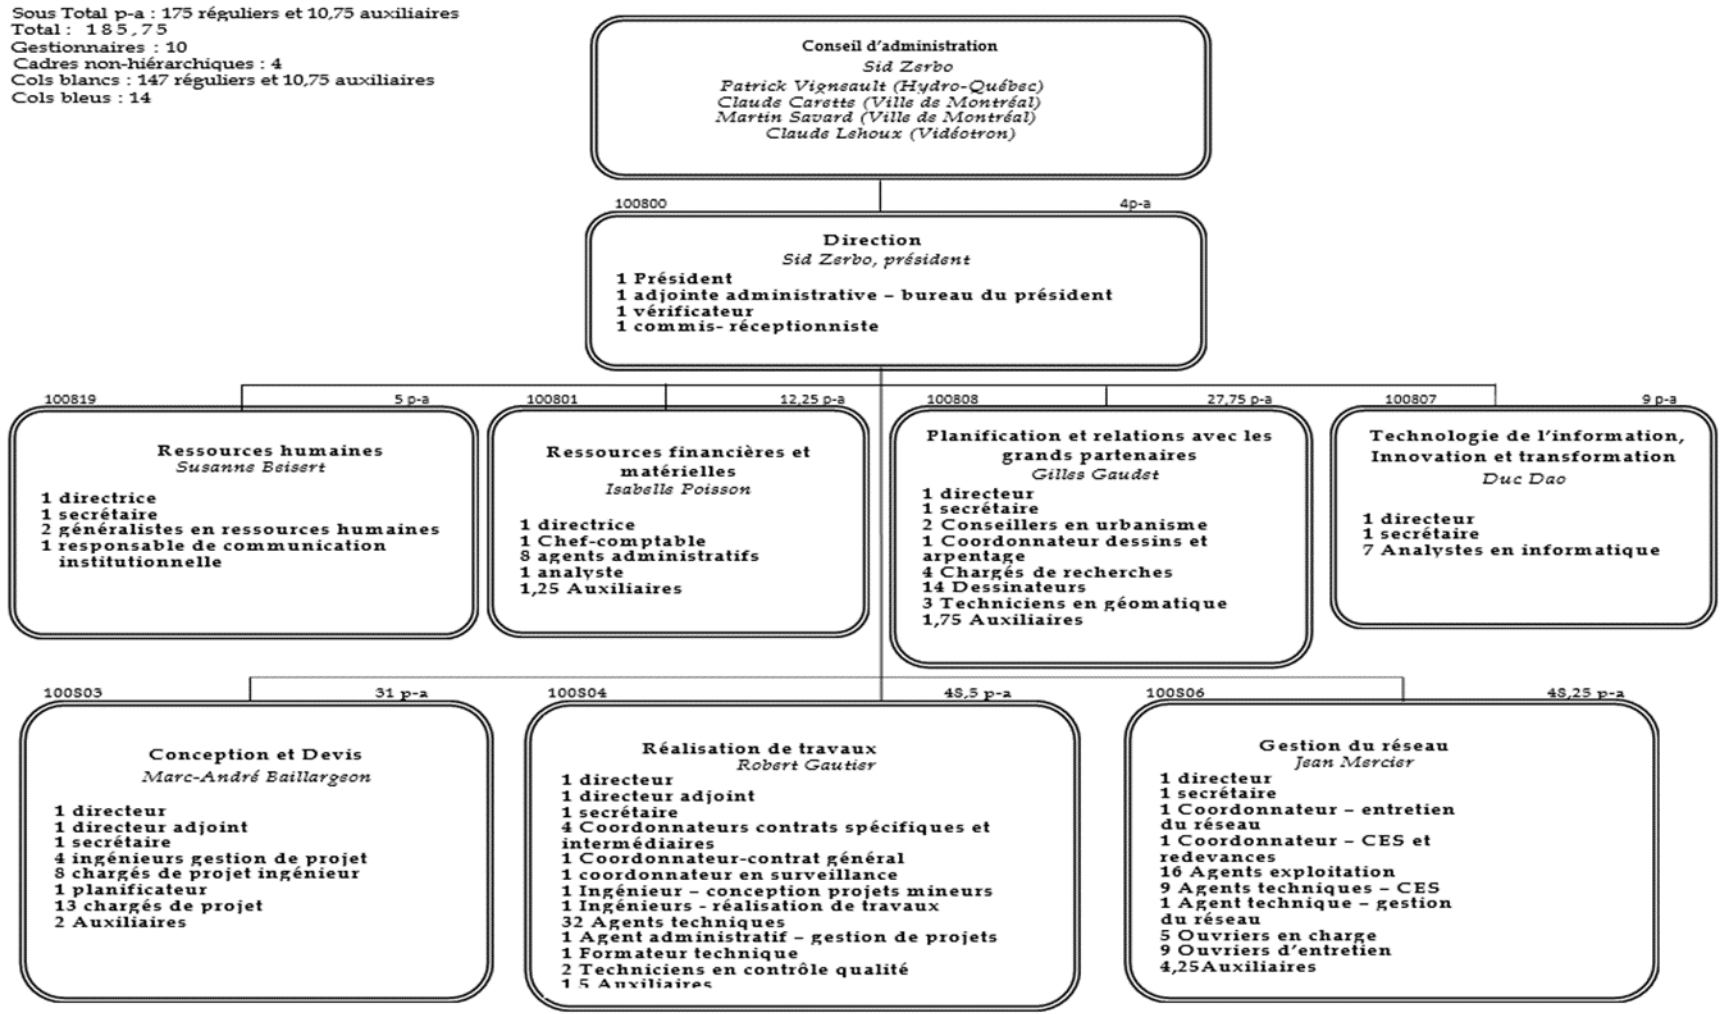 Sous Total p-a : 175 réguliers et 10,75 auxiliaires
Total : 185,75
Gestionnaires : 10
Cadres non-hiérarchiques : 4
Cols blancs : 147 réguliers et 10,75 auxiliaires
Cols bleus : 14
Conseil d'administration
Sid Zerbo
Patrick Vigneault (Hydro-Québec)
Claude Carette (Ville de Montréal)
Martin Savard (Ville de Montréal)
Claude Lehoux (Vidéotron)
100800
4p-a
Direction
Sid Zerbo, président
1 Président
1 adjointe administrative – bureau du président
1 vérificateur
1 commis- réceptionniste
100819
5 p-a
Ressources humaines
Susanne Beisert
1 directrice
1 secrétaire
2 généralistes en ressources humaines
1 responsable de communication
institutionnelle
100801
12,25 p-a
Ressources financières et
matérielles
Isabelle Poisson
1 directrice
1 Chef-comptable
8 agents administratifs
1 analyste
1,25 Auxiliaires
100808
27,75 p-a
Planification et relations avec les
grands partenaires
Gilles Gaudet
1 directeur
1 secrétaire
2 Conseillers en urbanisme
1 Coordonnateur dessins et
arpentage
4 Chargés de recherches
14 Dessinateurs
3 Techniciens en géomatique
1,75 Auxiliaires
100807
9 p-a
Technologie de l'information,
Innovation et transformation
Duc Dao
1 directeur
1 secrétaire
7 Analystes en informatique
100803
31 p-a
Conception et Devis
Marc-André Baillargeon
1 directeur
1 directeur adjoint
1 secrétaire
4 ingénieurs gestion de projet
8 chargés de projet ingénieur
1 planificateur
13 chargés de projet
2 Auxiliaires
100804
48,5 p-a
Réalisation de travaux
Robert Gautier
1 directeur
1 directeur adjoint
1 secrétaire
4 Coordonnateurs contrats spécifiques et
intermédiaires
1 Coordonnateur-contrat général
1 coordonnateur en surveillance
1 Ingénieur – conception projets mineurs
1 Ingénieurs - réalisation de travaux
32 Agents techniques
1 Agent administratif – gestion de projets
1 Formateur technique
2 Techniciens en contrôle qualité
1 5 Auxiliaires
100806
48,25 p-a
Gestion du réseau
Jean Mercier
1 directeur
1 secrétaire
1 Coordonnateur – entretien
du réseau
1 Coordonnateur – CES et
redevances
16 Agents exploitation
9 Agents techniques – CES
1 Agent technique – gestion
du réseau
5 Ouvriers en charge
9 Ouvriers d'entretien
4,25Auxiliaires